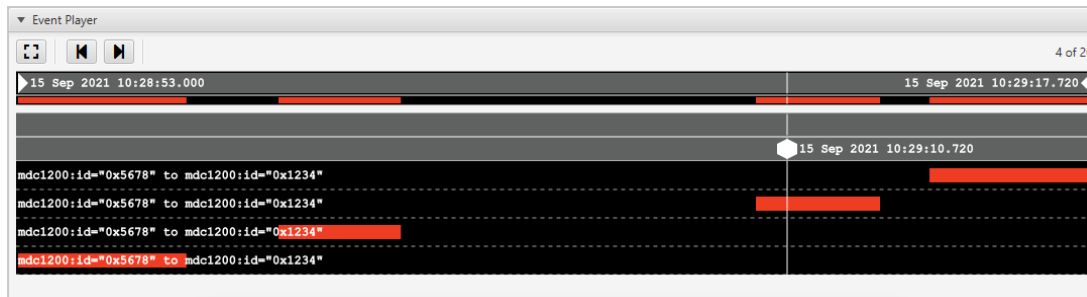 Event Player
4 of 2
15 Sep 2021 10:28:53.000 15 Sep 2021 10:29:17.720
15 Sep 2021 10:29:10.720
mdc1200:id="0x5678" to mdc1200:id="0x1234"
mdc1200:id="0x5678" to mdc1200:id="0x1234"
mdc1200:id="0x5678" to mdc1200:id="0x1234"
mdc1200:id="0x5678" to mdc1200:id="0x1234"